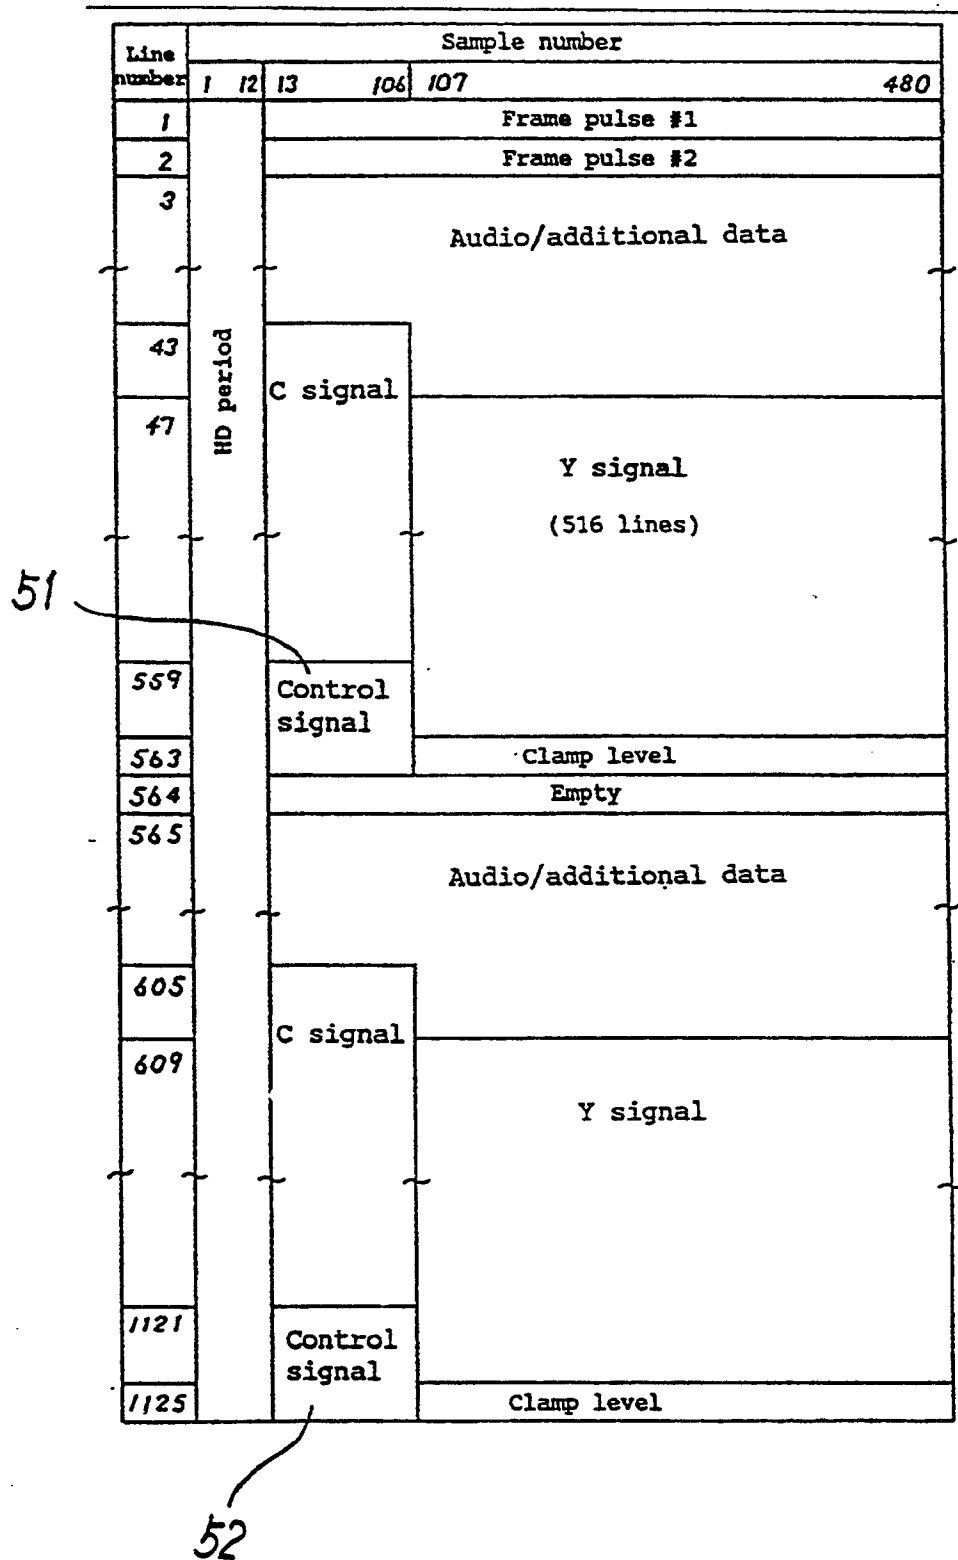 Line number
Sample number
1 12 13 106 107 480
1 Frame pulse #1
2 Frame pulse #2
3
Audio/additional data
HD period
43
C signal
47
Y signal
(516 lines)
51
559
Control signal
563 Clamp level
564 Empty
565
Audio/additional data
605
C signal
609
Y signal
1121
Control signal
1125 Clamp level
52